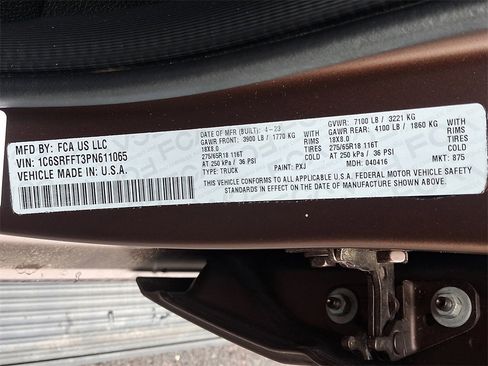 MFD BY: FCA US LLC
VIN: 1C6SRFFT3PN611065
VEHICLE MADE IN: U.S.A.
DATE OF MFR (BUILT): 4-23
GAWR FRONT: 3900 LB / 1770 KG WITH
18X8.0 RIMS
275/65R18 116T TIRES
AT 250 kPa / 36 PSI
TYPE: TRUCK PAINT: PXJ
GVWR: 7100 LB / 3221 KG
GAWR REAR: 4100 LB / 1860 KG WITH
18X8.0 RIMS
275/65R18 116T TIRES
AT 250 kPa / 36 PSI
MDH: 040416 MKT: 875
THIS VEHICLE CONFORMS TO ALL APPLICABLE U.S.A. FEDERAL MOTOR VEHICLE SAFETY
AND THEFT PREVENTION STANDARDS IN EFFECT ON THE DATE OF MANUFACTURE SHOWN ABOVE.